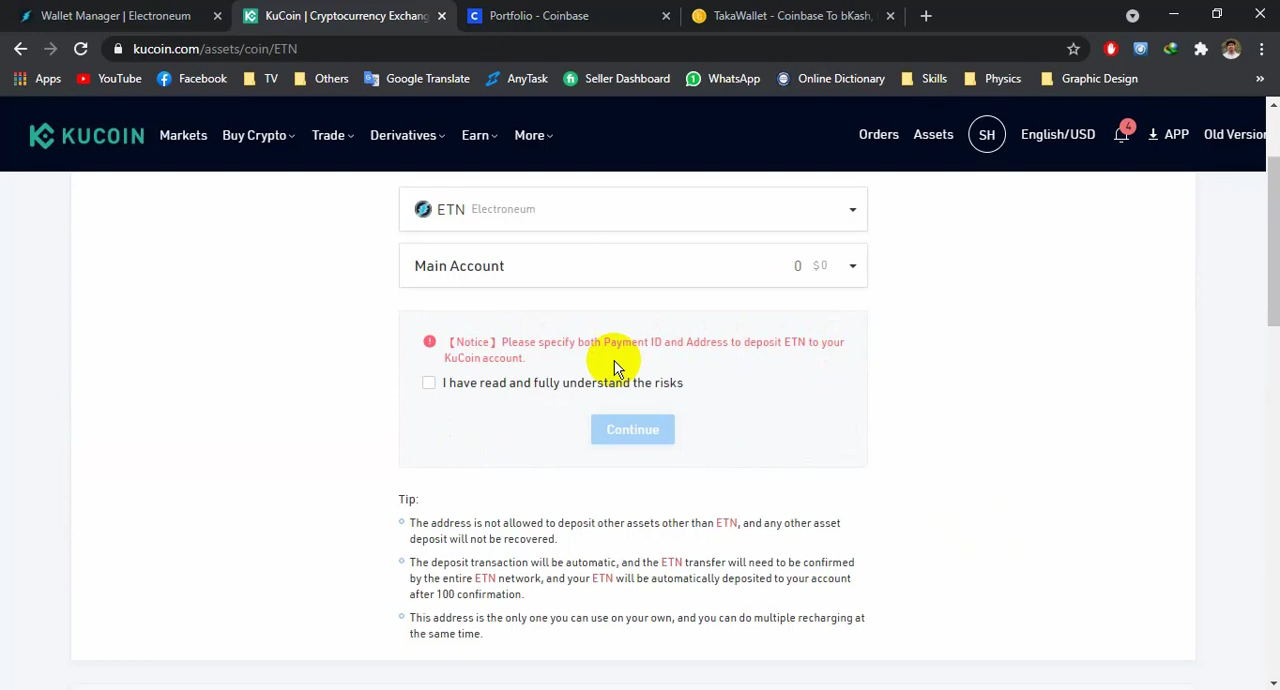 Wallet Manager | Electroneum
KuCoin | Cryptocurrency Exchang
Portfolio - Coinbase
TakaWallet - Coinbase To bKash,
kucoin.com/assets/coin/ETN
Apps YouTube Facebook TV Others Google Translate AnyTask Seller Dashboard WhatsApp Online Dictionary Skills Physics Graphic Design »
KUCOIN Markets Buy Crypto Trade Derivatives Earn More Orders Assets SH English/USD 4 APP Old Version
ETN Electroneum
Main Account 0 $0
【Notice】Please specify both Payment ID and Address to deposit ETN to your
KuCoin account.
I have read and fully understand the risks
Continue
Tip:
The address is not allowed to deposit other assets other than ETN, and any other asset
deposit will not be recovered.
The deposit transaction will be automatic, and the ETN transfer will need to be confirmed
by the entire ETN network, and your ETN will be automatically deposited to your account
after 100 confirmation.
This address is the only one you can use on your own, and you can do multiple recharging at
the same time.